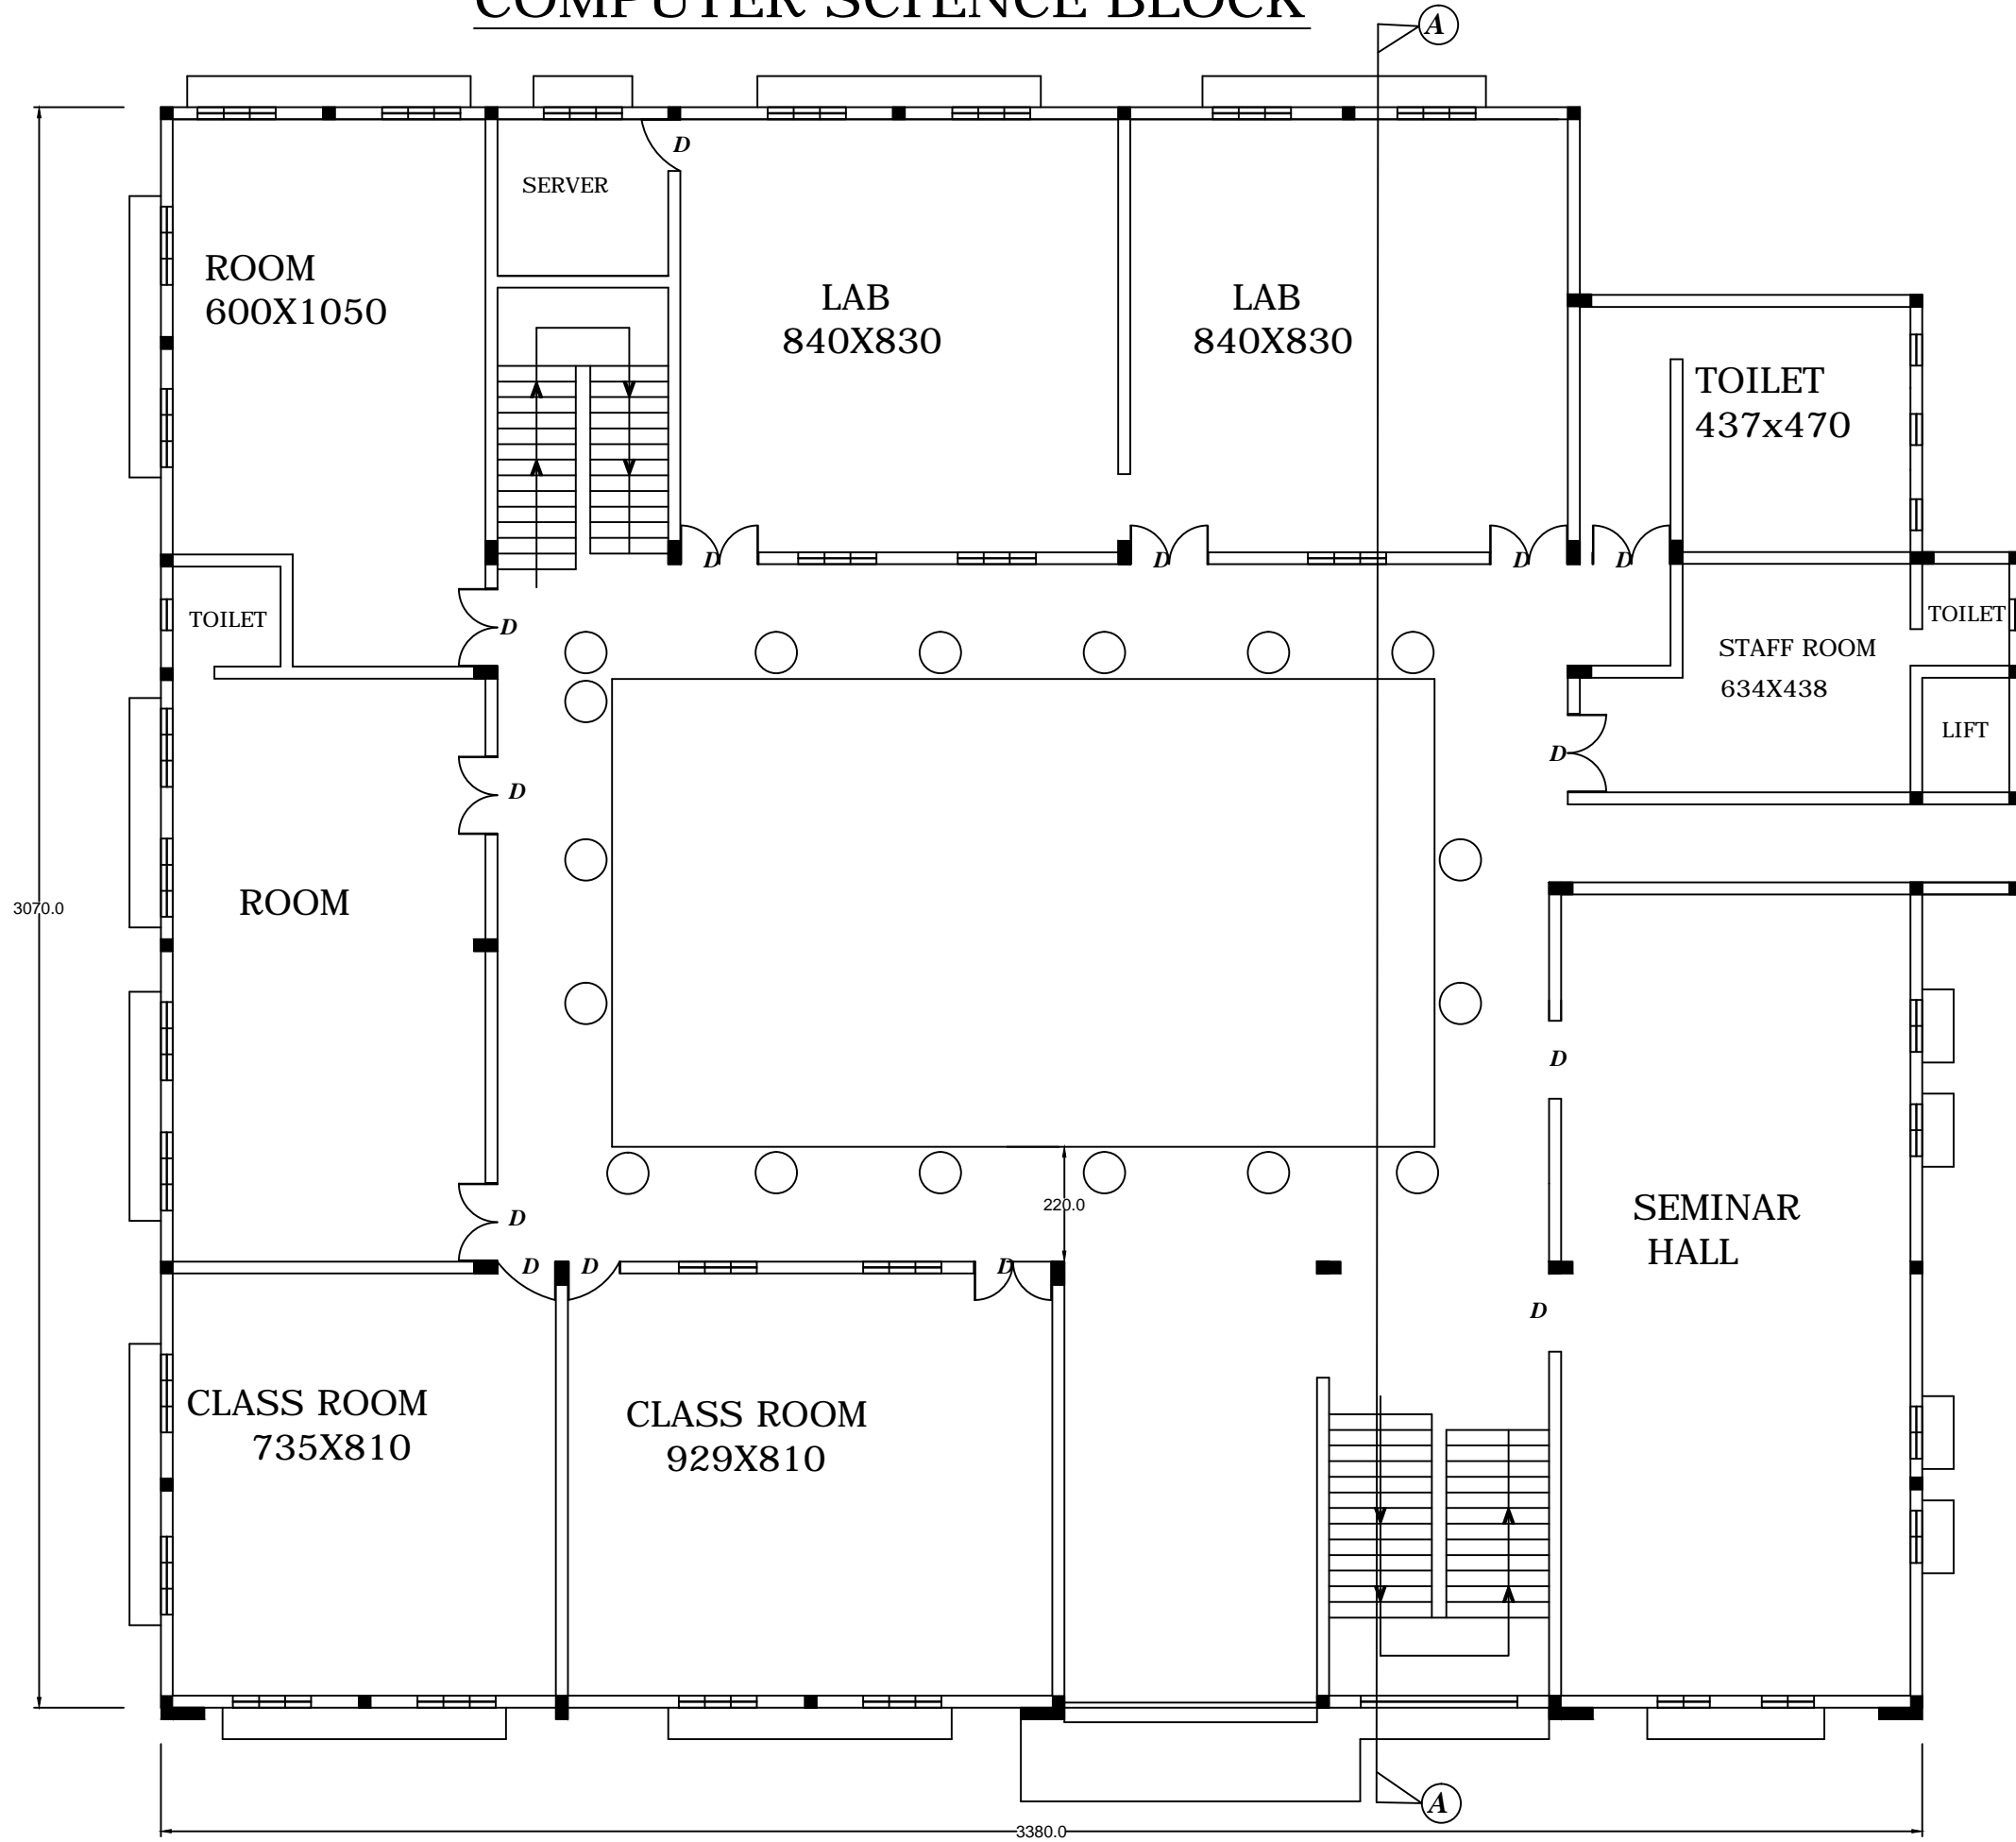 COMPUTER SCIENCE BLOCK
A
D
SERVER
ROOM
600X1050
LAB
840X830
LAB
840X830
TOILET
437x470
D
D
D
D
TOILET
D
TOILET
STAFF ROOM
634X438
LIFT
D
D
ROOM
3070.0
D
SEMINAR
HALL
220.0
D
D
D
D
D
CLASS ROOM
735X810
CLASS ROOM
929X810
A
3380.0